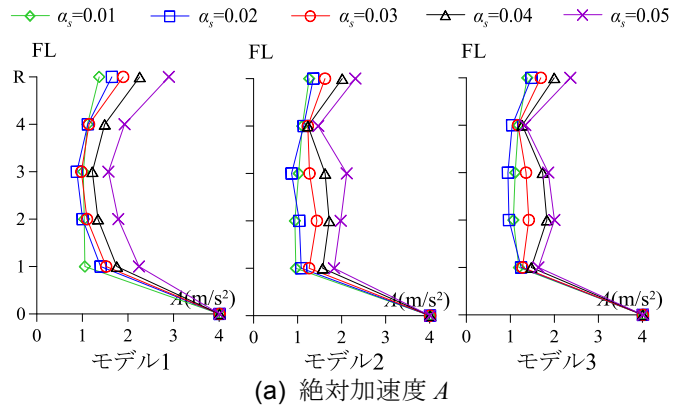 αs=0.01 αs=0.02 αs=0.03 αs=0.04 αs=0.05
FL FL FL
R
4
3
2
1
0
A(m/s²) A(m/s²) A(m/s²)
0 1 2 3 4 0 1 2 3 4 0 1 2 3 4
モデル1 モデル2 モデル3
(a) 絶対加速度 A